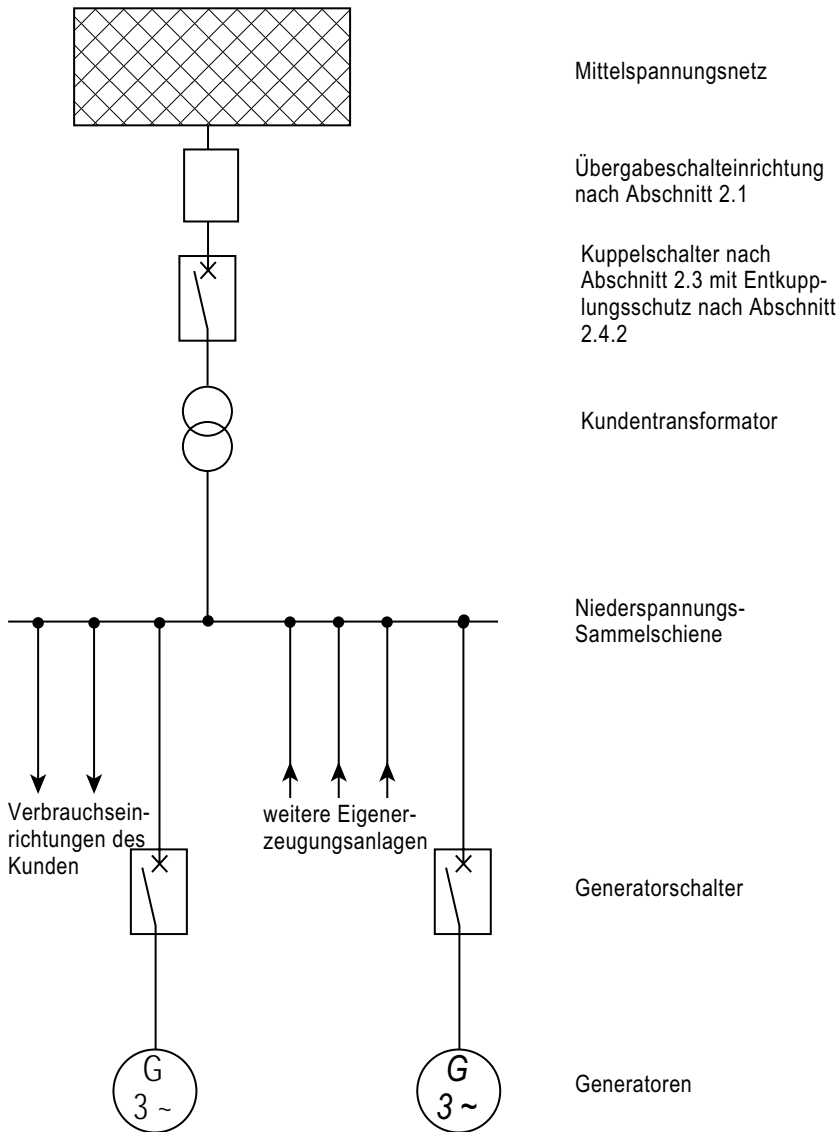 Mittelspannungsnetz
Übergabeschalteinrichtung
nach Abschnitt 2.1
Kuppelschalter nach
Abschnitt 2.3 mit Entkupp-
lungsschutz nach Abschnitt
2.4.2
Kundentransformator
Niederspannungs-
Sammelschiene
Verbrauchsein-
richtungen des
Kunden
weitere Eigener-
zeugungsanlagen
Generatorschalter
G
3 ~
G
3 ~
Generatoren